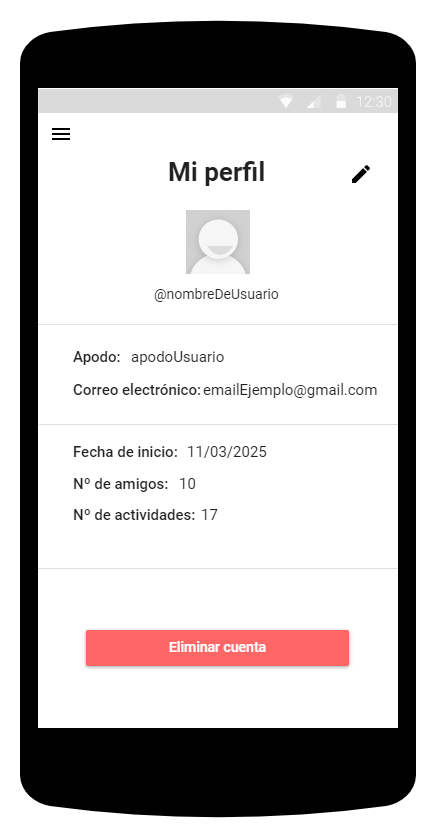 12:30
Mi perfil
@nombreDeUsuario
Apodo: apodoUsuario
Correo electrónico: emailEjemplo@gmail.com
Fecha de inicio: 11/03/2025
Nº de amigos: 10
Nº de actividades: 17
Eliminar cuenta